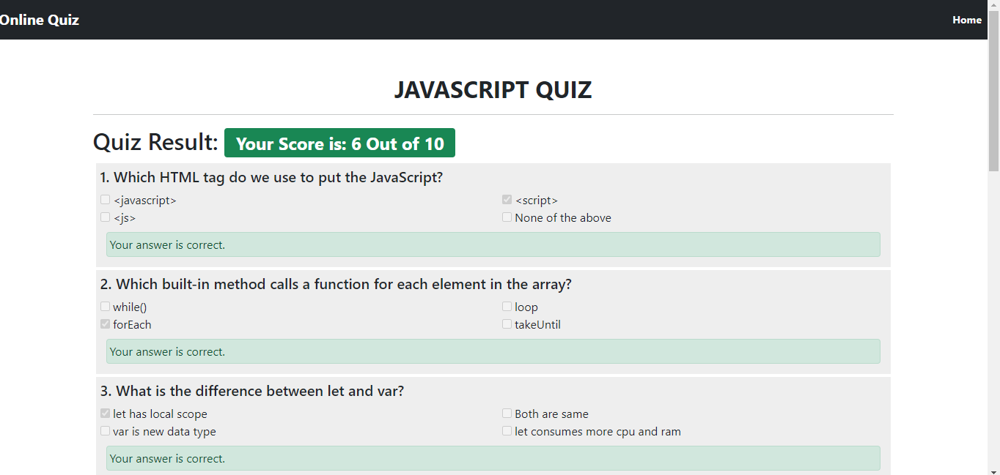 Online Quiz
Home
JAVASCRIPT QUIZ
Quiz Result: Your Score is: 6 Out of 10
1. Which HTML tag do we use to put the JavaScript?
<javascript>
<script>
<js>
None of the above
Your answer is correct.
2. Which built-in method calls a function for each element in the array?
while()
loop
forEach
takeUntil
Your answer is correct.
3. What is the difference between let and var?
let has local scope
Both are same
var is new data type
let consumes more cpu and ram
Your answer is correct.